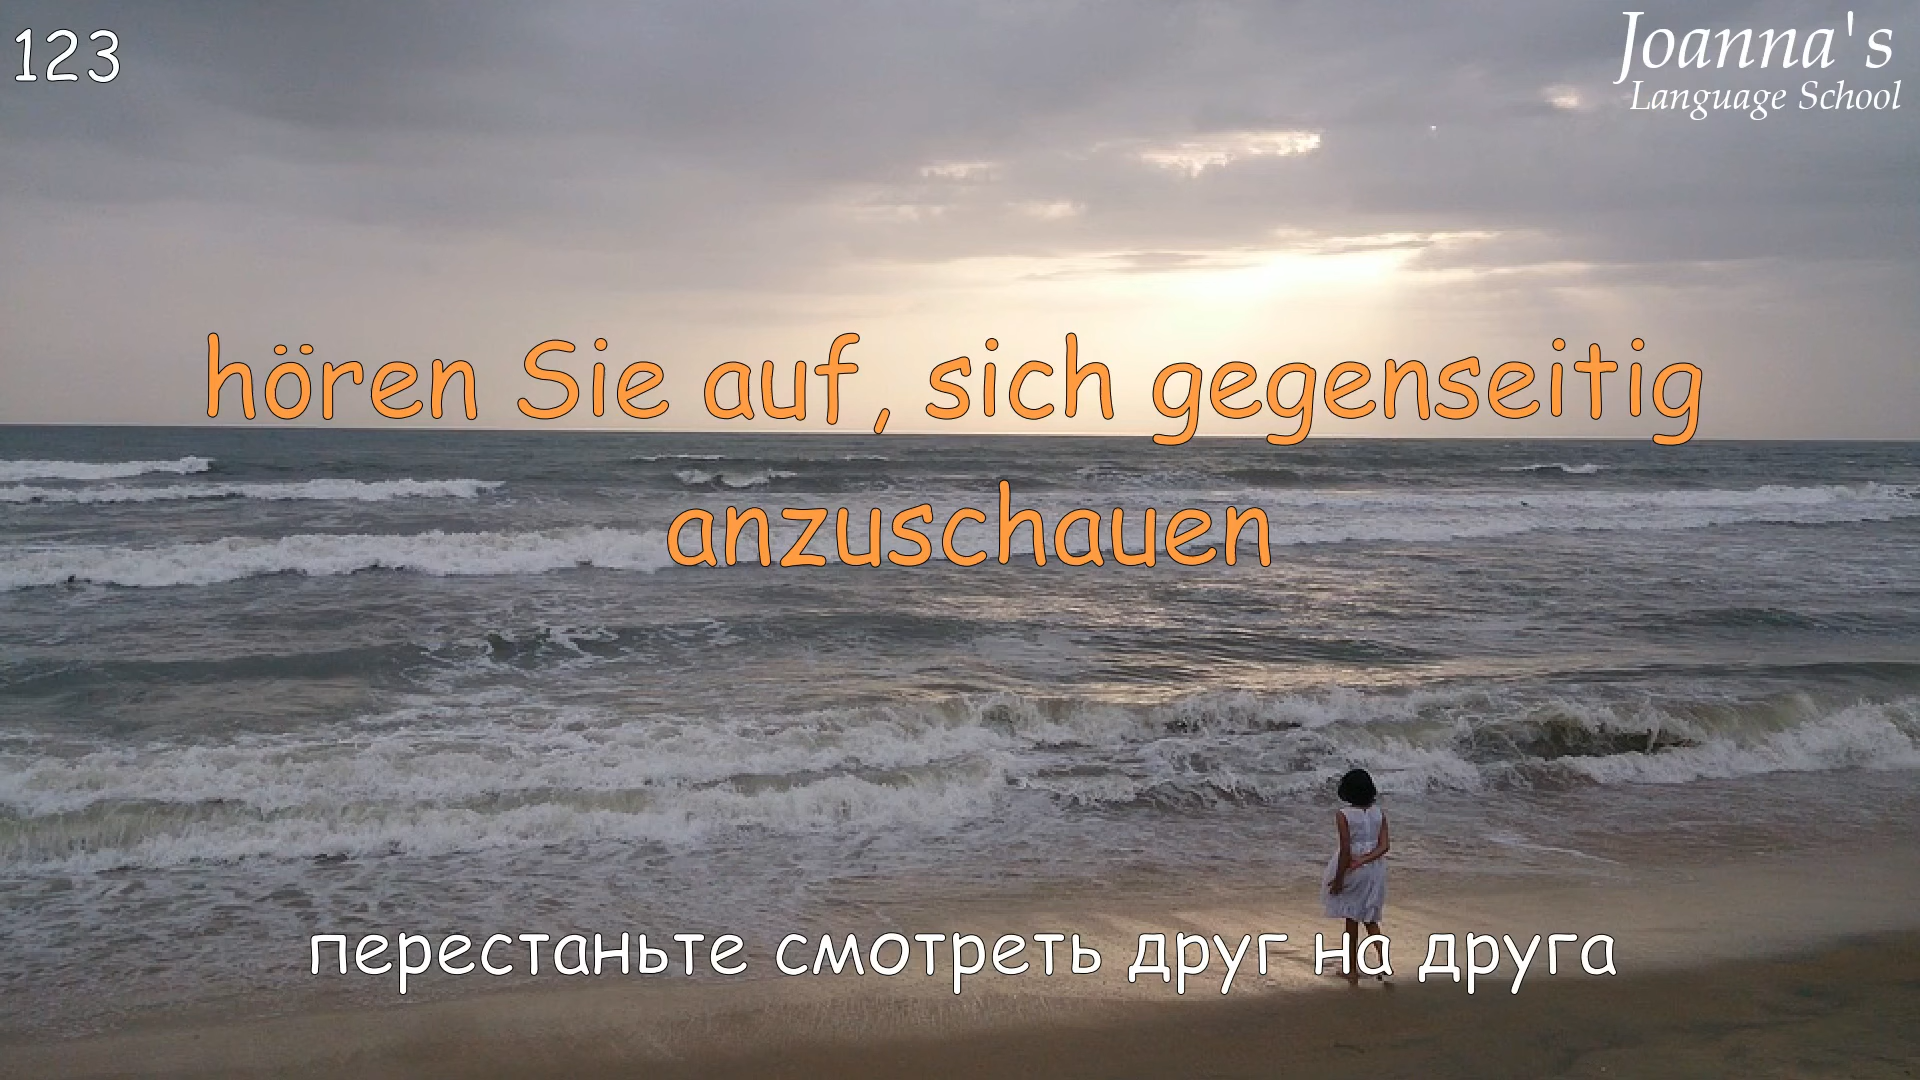 123
Joanna's
Language School
hören Sie auf, sich gegenseitig
anzuschauen
перестаньте смотреть друг на друга